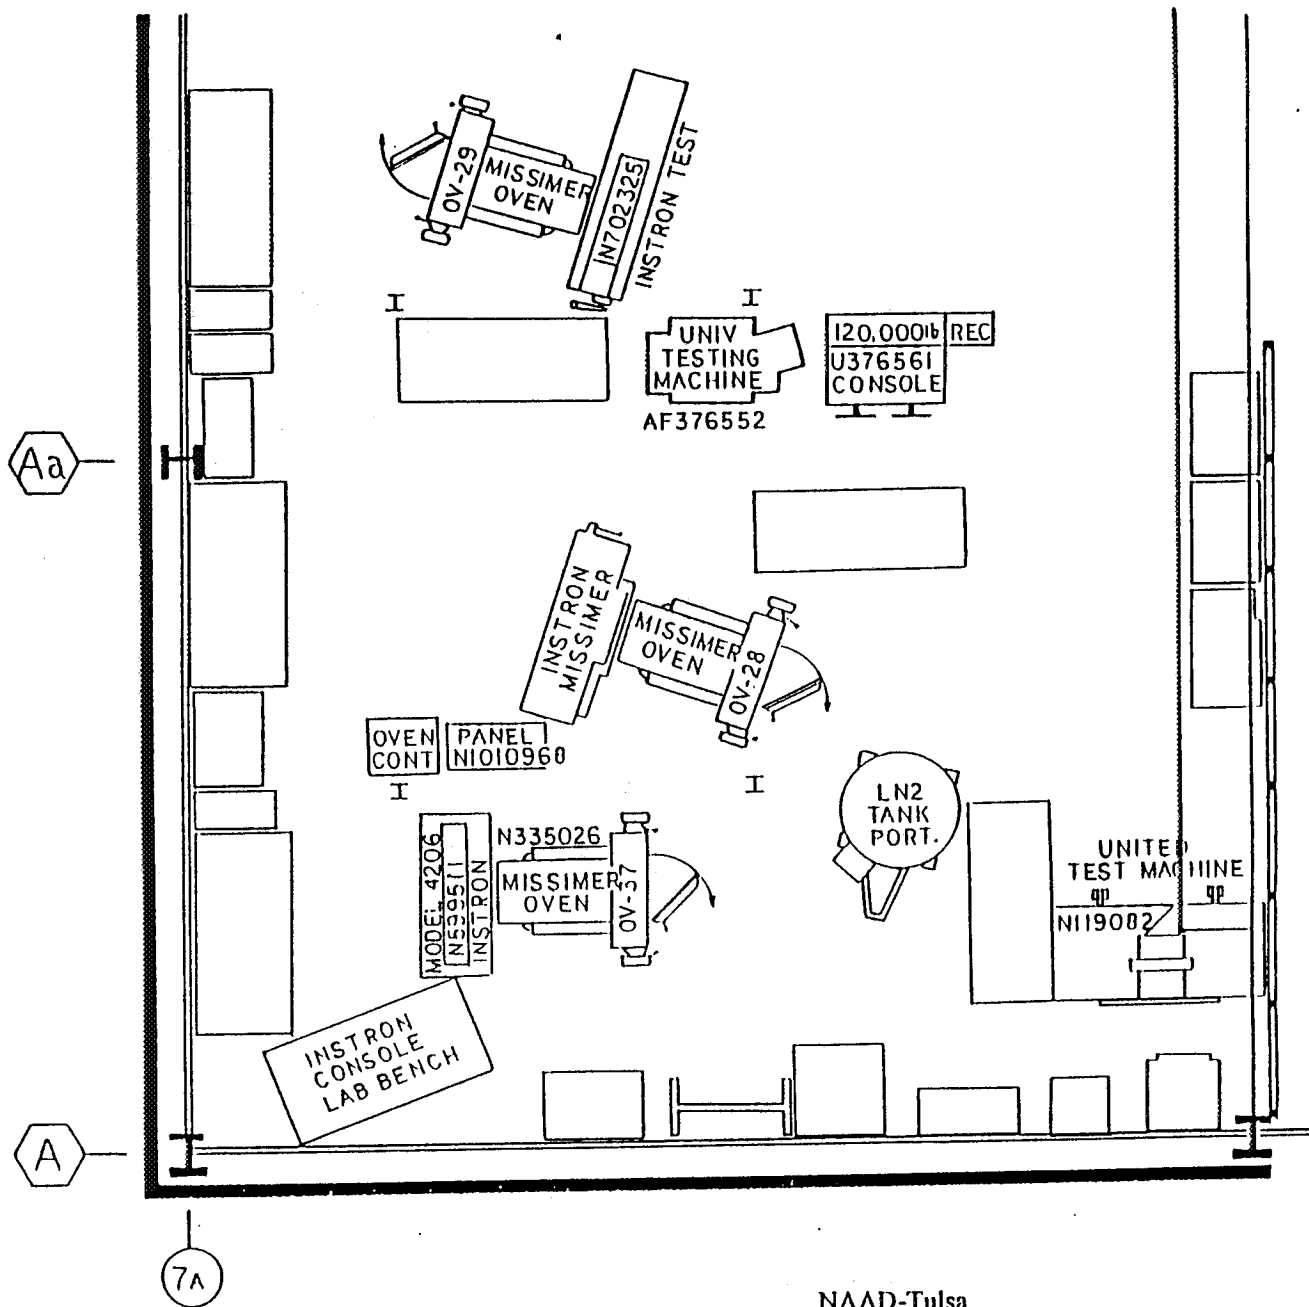 OV-29
MISSIMER
OVEN
N702325
INSTRON TEST
UNIV
TESTING
MACHINE
AF376552
120,000lb REC
U376561
CONSOLE
Aa
INSTRON
MISSIMER
MISSIMER
OVEN
OV-28
OVEN
CONT
PANEL
N1010960
LN2
TANK
PORT.
MODEL 4206
INSTRON
N335026
MISSIMER
OVEN
OV-37
UNITED
TEST MACHINE
N119082
INSTRON
CONSOLE
LAB BENCH
A
7A
NAAD-Tulsa